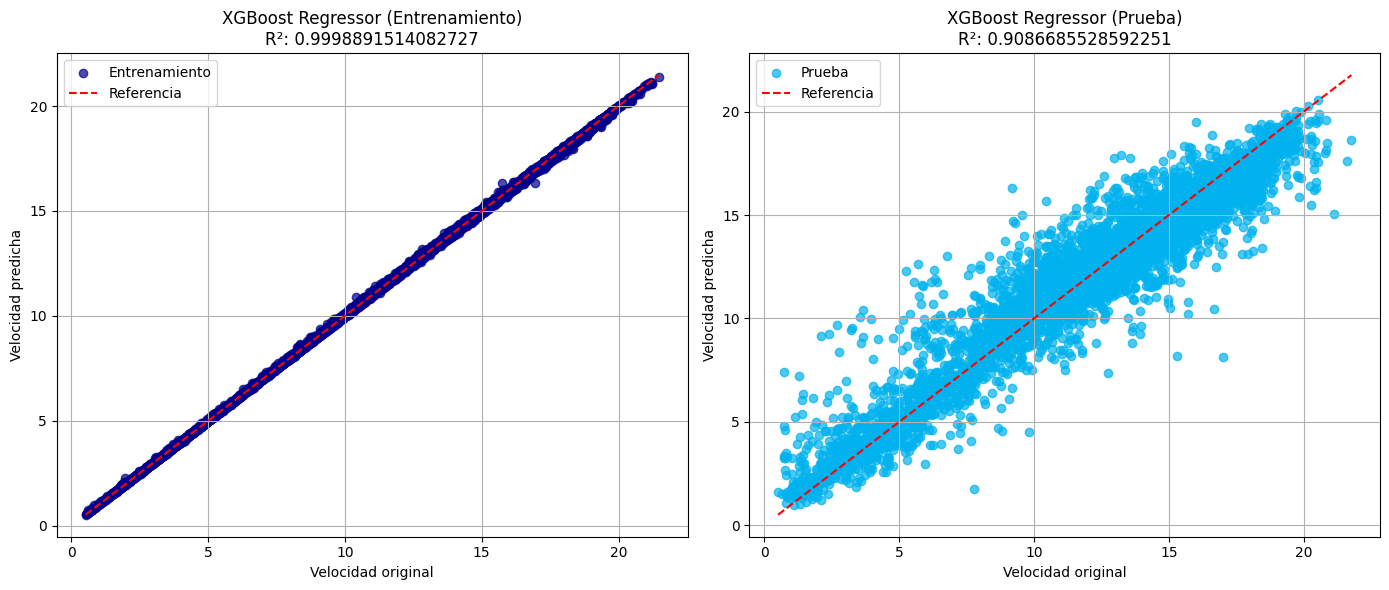 XGBoost Regressor (Entrenamiento)
R²: 0.9998891514082727
Entrenamiento
Referencia
Velocidad predicha
20
15
10
5
0
0 5 10 15 20
Velocidad original
XGBoost Regressor (Prueba)
R²: 0.9086685528592251
Prueba
Referencia
Velocidad predicha
20
15
10
5
0
0 5 10 15 20
Velocidad original